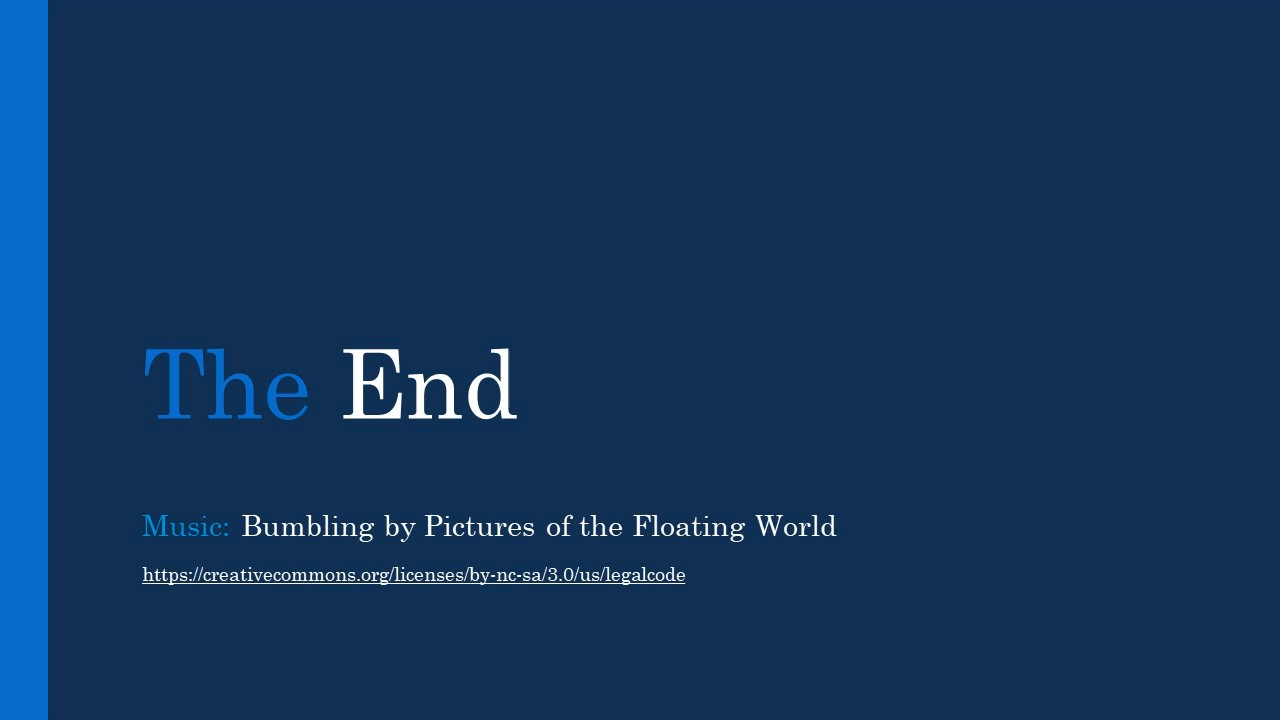 The End
Music: Bumbling by Pictures of the Floating World
https://creativecommons.org/licenses/by-nc-sa/3.0/us/legalcode